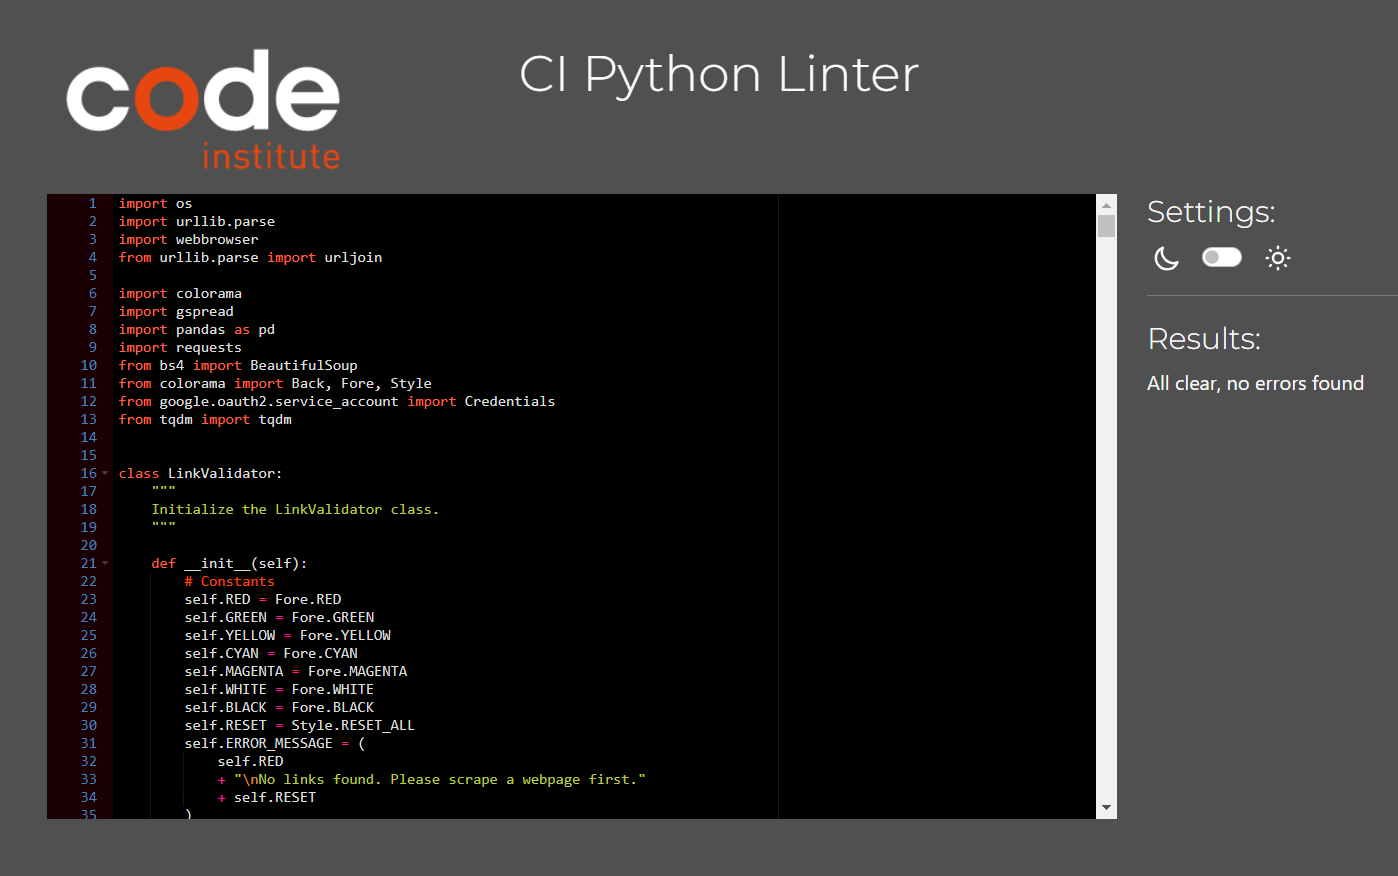 code
institute
CI Python Linter
1 import os
2 import urllib.parse
3 import webbrowser
4 from urllib.parse import urljoin
5
6 import colorama
7 import gspread
8 import pandas as pd
9 import requests
10 from bs4 import BeautifulSoup
11 from colorama import Back, Fore, Style
12 from google.oauth2.service_account import Credentials
13 from tqdm import tqdm
14
15
16 class LinkValidator:
17     """
18     Initialize the LinkValidator class.
19     """
20
21     def __init__(self):
22         # Constants
23         self.RED = Fore.RED
24         self.GREEN = Fore.GREEN
25         self.YELLOW = Fore.YELLOW
26         self.CYAN = Fore.CYAN
27         self.MAGENTA = Fore.MAGENTA
28         self.WHITE = Fore.WHITE
29         self.BLACK = Fore.BLACK
30         self.RESET = Style.RESET_ALL
31         self.ERROR_MESSAGE = (
32             self.RED
33             + "\nNo links found. Please scrape a webpage first."
34             + self.RESET
35         )
Settings:
Results:
All clear, no errors found